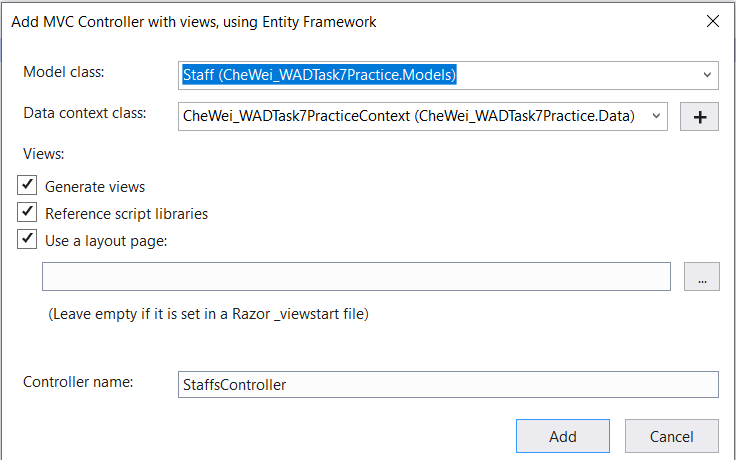 Add MVC Controller with views, using Entity Framework
Model class:
Staff (CheWei_WADTask7Practice.Models)
Data context class:
CheWei_WADTask7PracticeContext (CheWei_WADTask7Practice.Data)
+
Views:
Generate views
Reference script libraries
Use a layout page:
...
(Leave empty if it is set in a Razor _viewstart file)
Controller name:
StaffsController
Add
Cancel